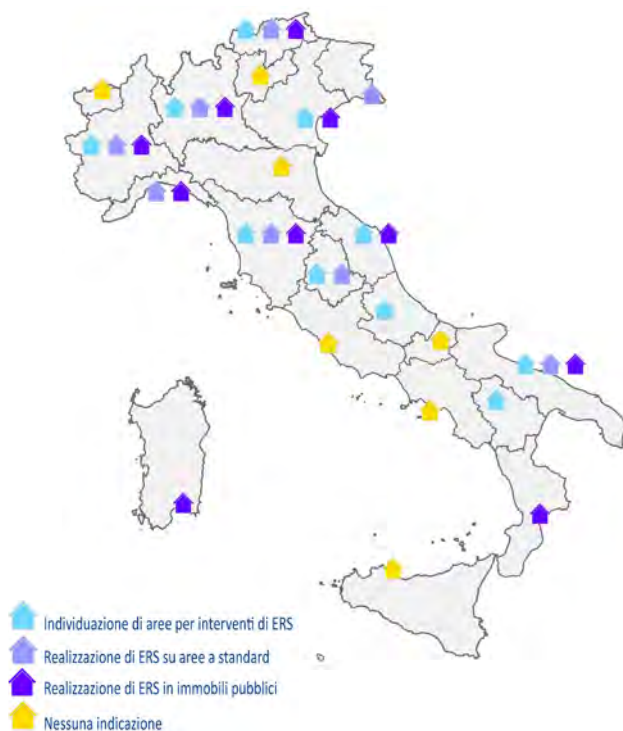 Individuazione di aree per interventi di ERS
Realizzazione di ERS su aree a standard
Realizzazione di ERS in immobili pubblici
Nessuna indicazione